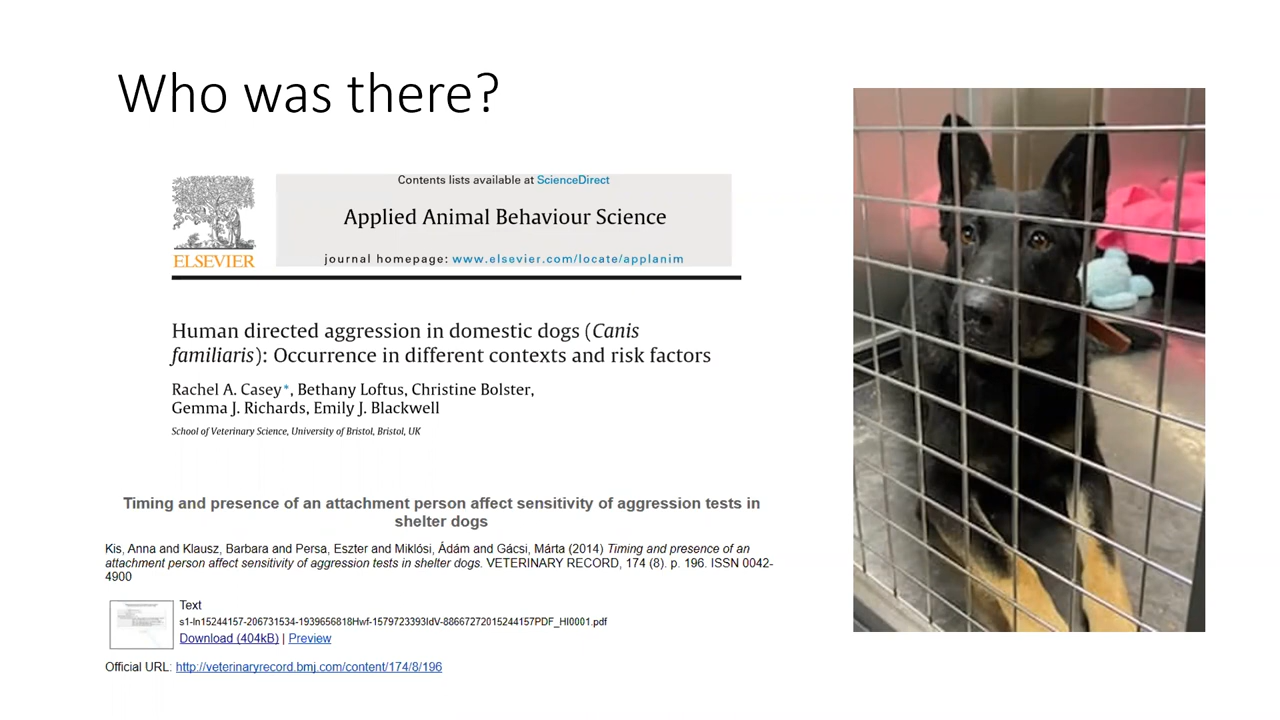 Who was there?
Contents lists available at ScienceDirect
Applied Animal Behaviour Science
journal homepage: www.elsevier.com/locate/applanim
ELSEVIER
Human directed aggression in domestic dogs (Canis
familiaris): Occurrence in different contexts and risk factors
Rachel A. Casey*, Bethany Loftus, Christine Bolster,
Gemma J. Richards, Emily J. Blackwell
School of Veterinary Science, University of Bristol, Bristol, UK
Timing and presence of an attachment person affect sensitivity of aggression tests in
shelter dogs
Kis, Anna and Klausz, Barbara and Persa, Eszter and Miklósi, Ádám and Gácsi, Márta (2014) Timing and presence of an
attachment person affect sensitivity of aggression tests in shelter dogs. VETERINARY RECORD, 174 (8). p. 196. ISSN 0042-
4900
Text
s1-ln15244157-206731534-1939656818Hwf-1579723393IdV-88667272015244157PDF_HI0001.pdf
Download (404kB) | Preview
Official URL: http://veterinaryrecord.bmj.com/content/174/8/196